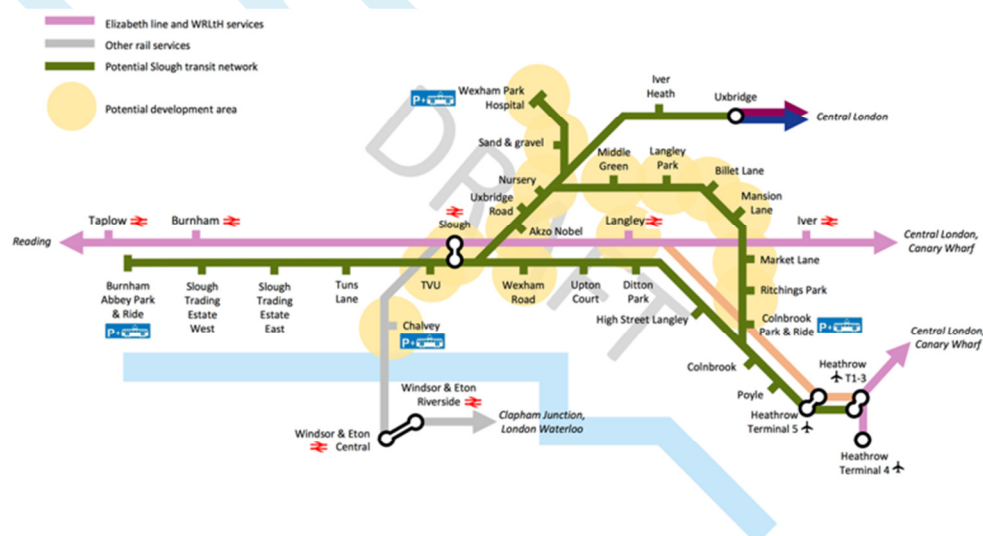 Elizabeth line and WRLtH services
Other rail services
Potential Slough transit network
Potential development area
DRAFT
P+
Wexham Park
Hospital
Sand & gravel
Nursery
Uxbridge
Road
Akzo Nobel
Iver
Heath
Uxbridge
Central London
Middle
Green
Langley
Park
Billet Lane
Mansion
Lane
Reading
Taplow
Burnham
Slough
Langley
Iver
Central London,
Canary Wharf
Burnham
Abbey Park
& Ride
P+
Slough
Trading
Estate
West
Slough
Trading
Estate
East
Tuns
Lane
TVU
Wexham
Road
Upton
Court
Ditton
Park
High Street Langley
Market Lane
Ritchings Park
Colnbrook
Park & Ride
P+
Chalvey
P+
Colnbrook
Poyle
Heathrow
Terminal 5
Heathrow
T1-3
Central London,
Canary Wharf
Heathrow
Terminal 4
Windsor & Eton
Riverside
Clapham Junction,
London Waterloo
Windsor & Eton
Central